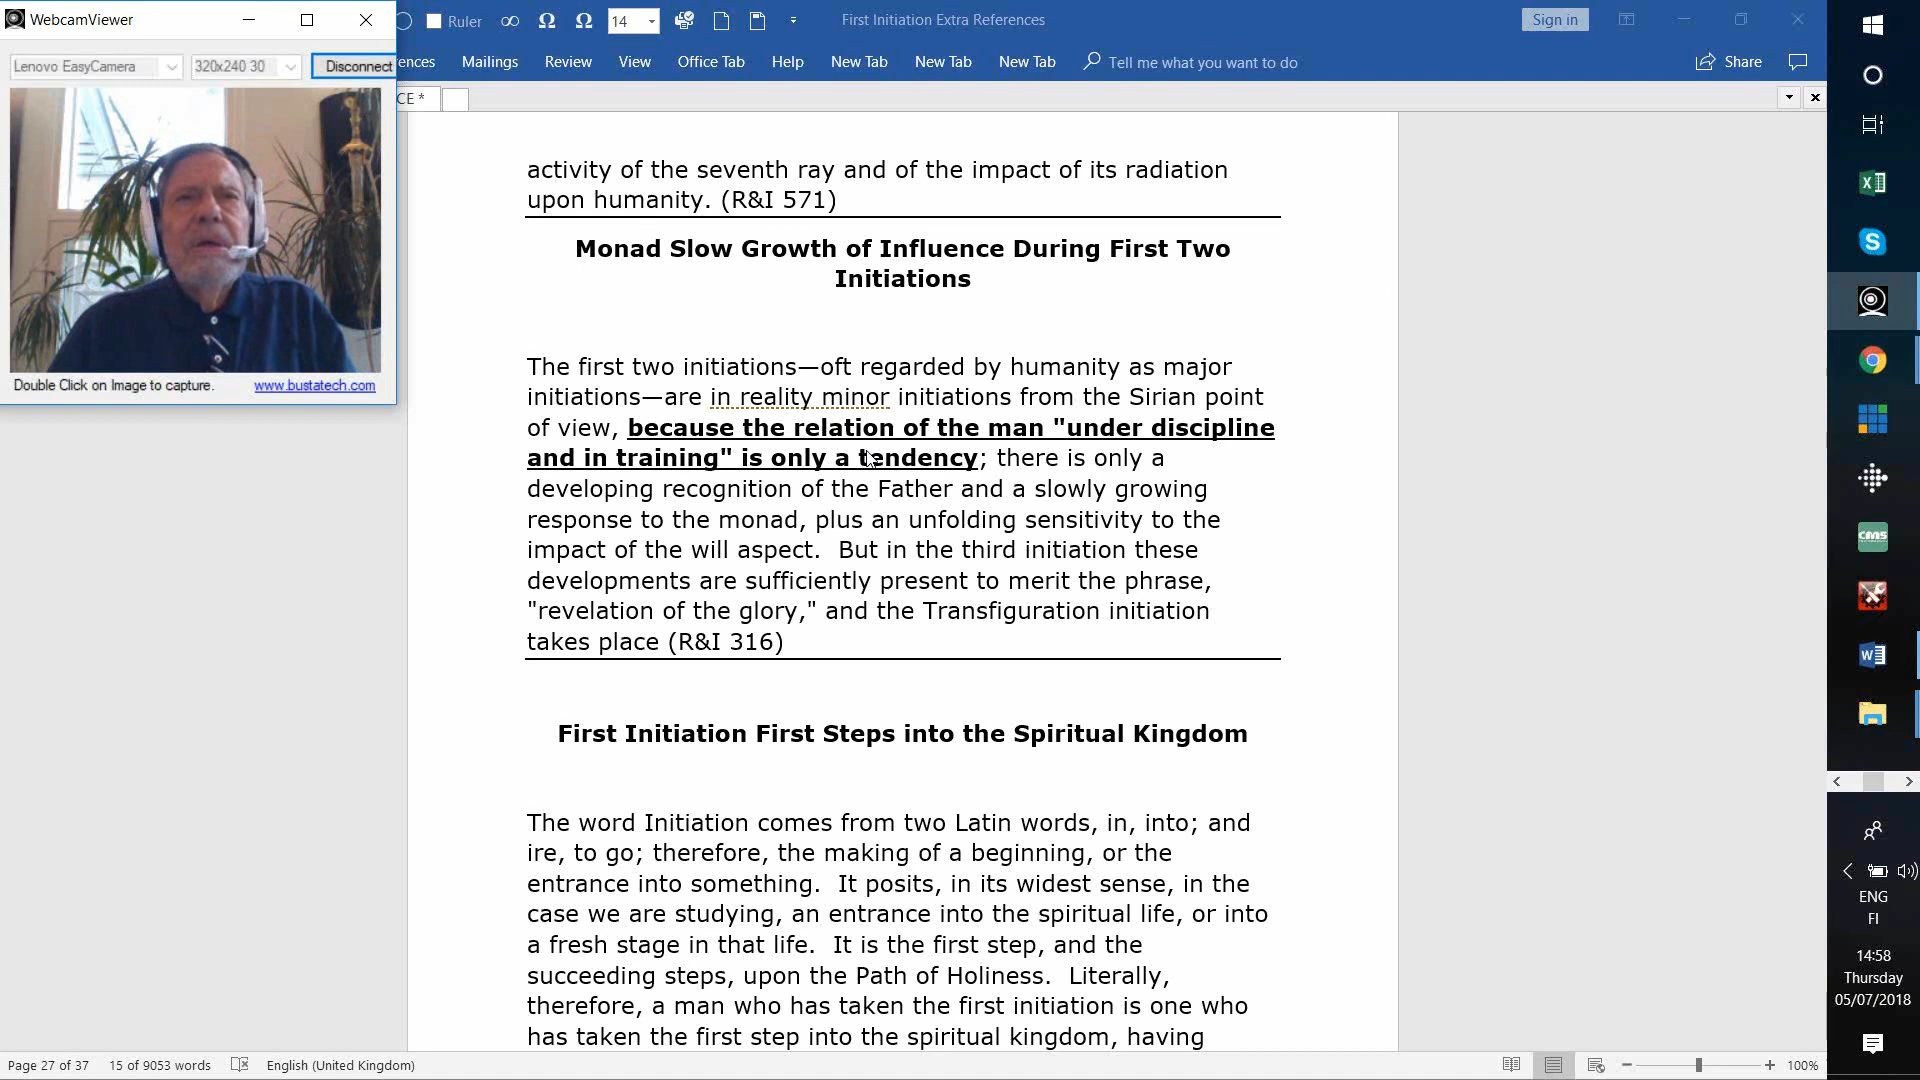 WebcamViewer
Ruler
14
First Initiation Extra References
Sign in
Lenovo EasyCamera
320x240 30
Disconnect
ences
Mailings
Review
View
Office Tab
Help
New Tab
New Tab
New Tab
Tell me what you want to do
Share
CE *
Double Click on Image to capture.
www.bustatech.com
activity of the seventh ray and of the impact of its radiation
upon humanity. (R&I 571)
Monad Slow Growth of Influence During First Two
Initiations
The first two initiations—oft regarded by humanity as major
initiations—are in reality minor initiations from the Sirian point
of view, because the relation of the man "under discipline
and in training" is only a tendency; there is only a
developing recognition of the Father and a slowly growing
response to the monad, plus an unfolding sensitivity to the
impact of the will aspect.  But in the third initiation these
developments are sufficiently present to merit the phrase,
"revelation of the glory," and the Transfiguration initiation
takes place (R&I 316)
First Initiation First Steps into the Spiritual Kingdom
The word Initiation comes from two Latin words, in, into; and
ire, to go; therefore, the making of a beginning, or the
entrance into something.  It posits, in its widest sense, in the
case we are studying, an entrance into the spiritual life, or into
a fresh stage in that life.  It is the first step, and the
succeeding steps, upon the Path of Holiness.  Literally,
therefore, a man who has taken the first initiation is one who
has taken the first step into the spiritual kingdom, having
cms
ENG
FI
14:58
Thursday
05/07/2018
Page 27 of 37
15 of 9053 words
English (United Kingdom)
100%